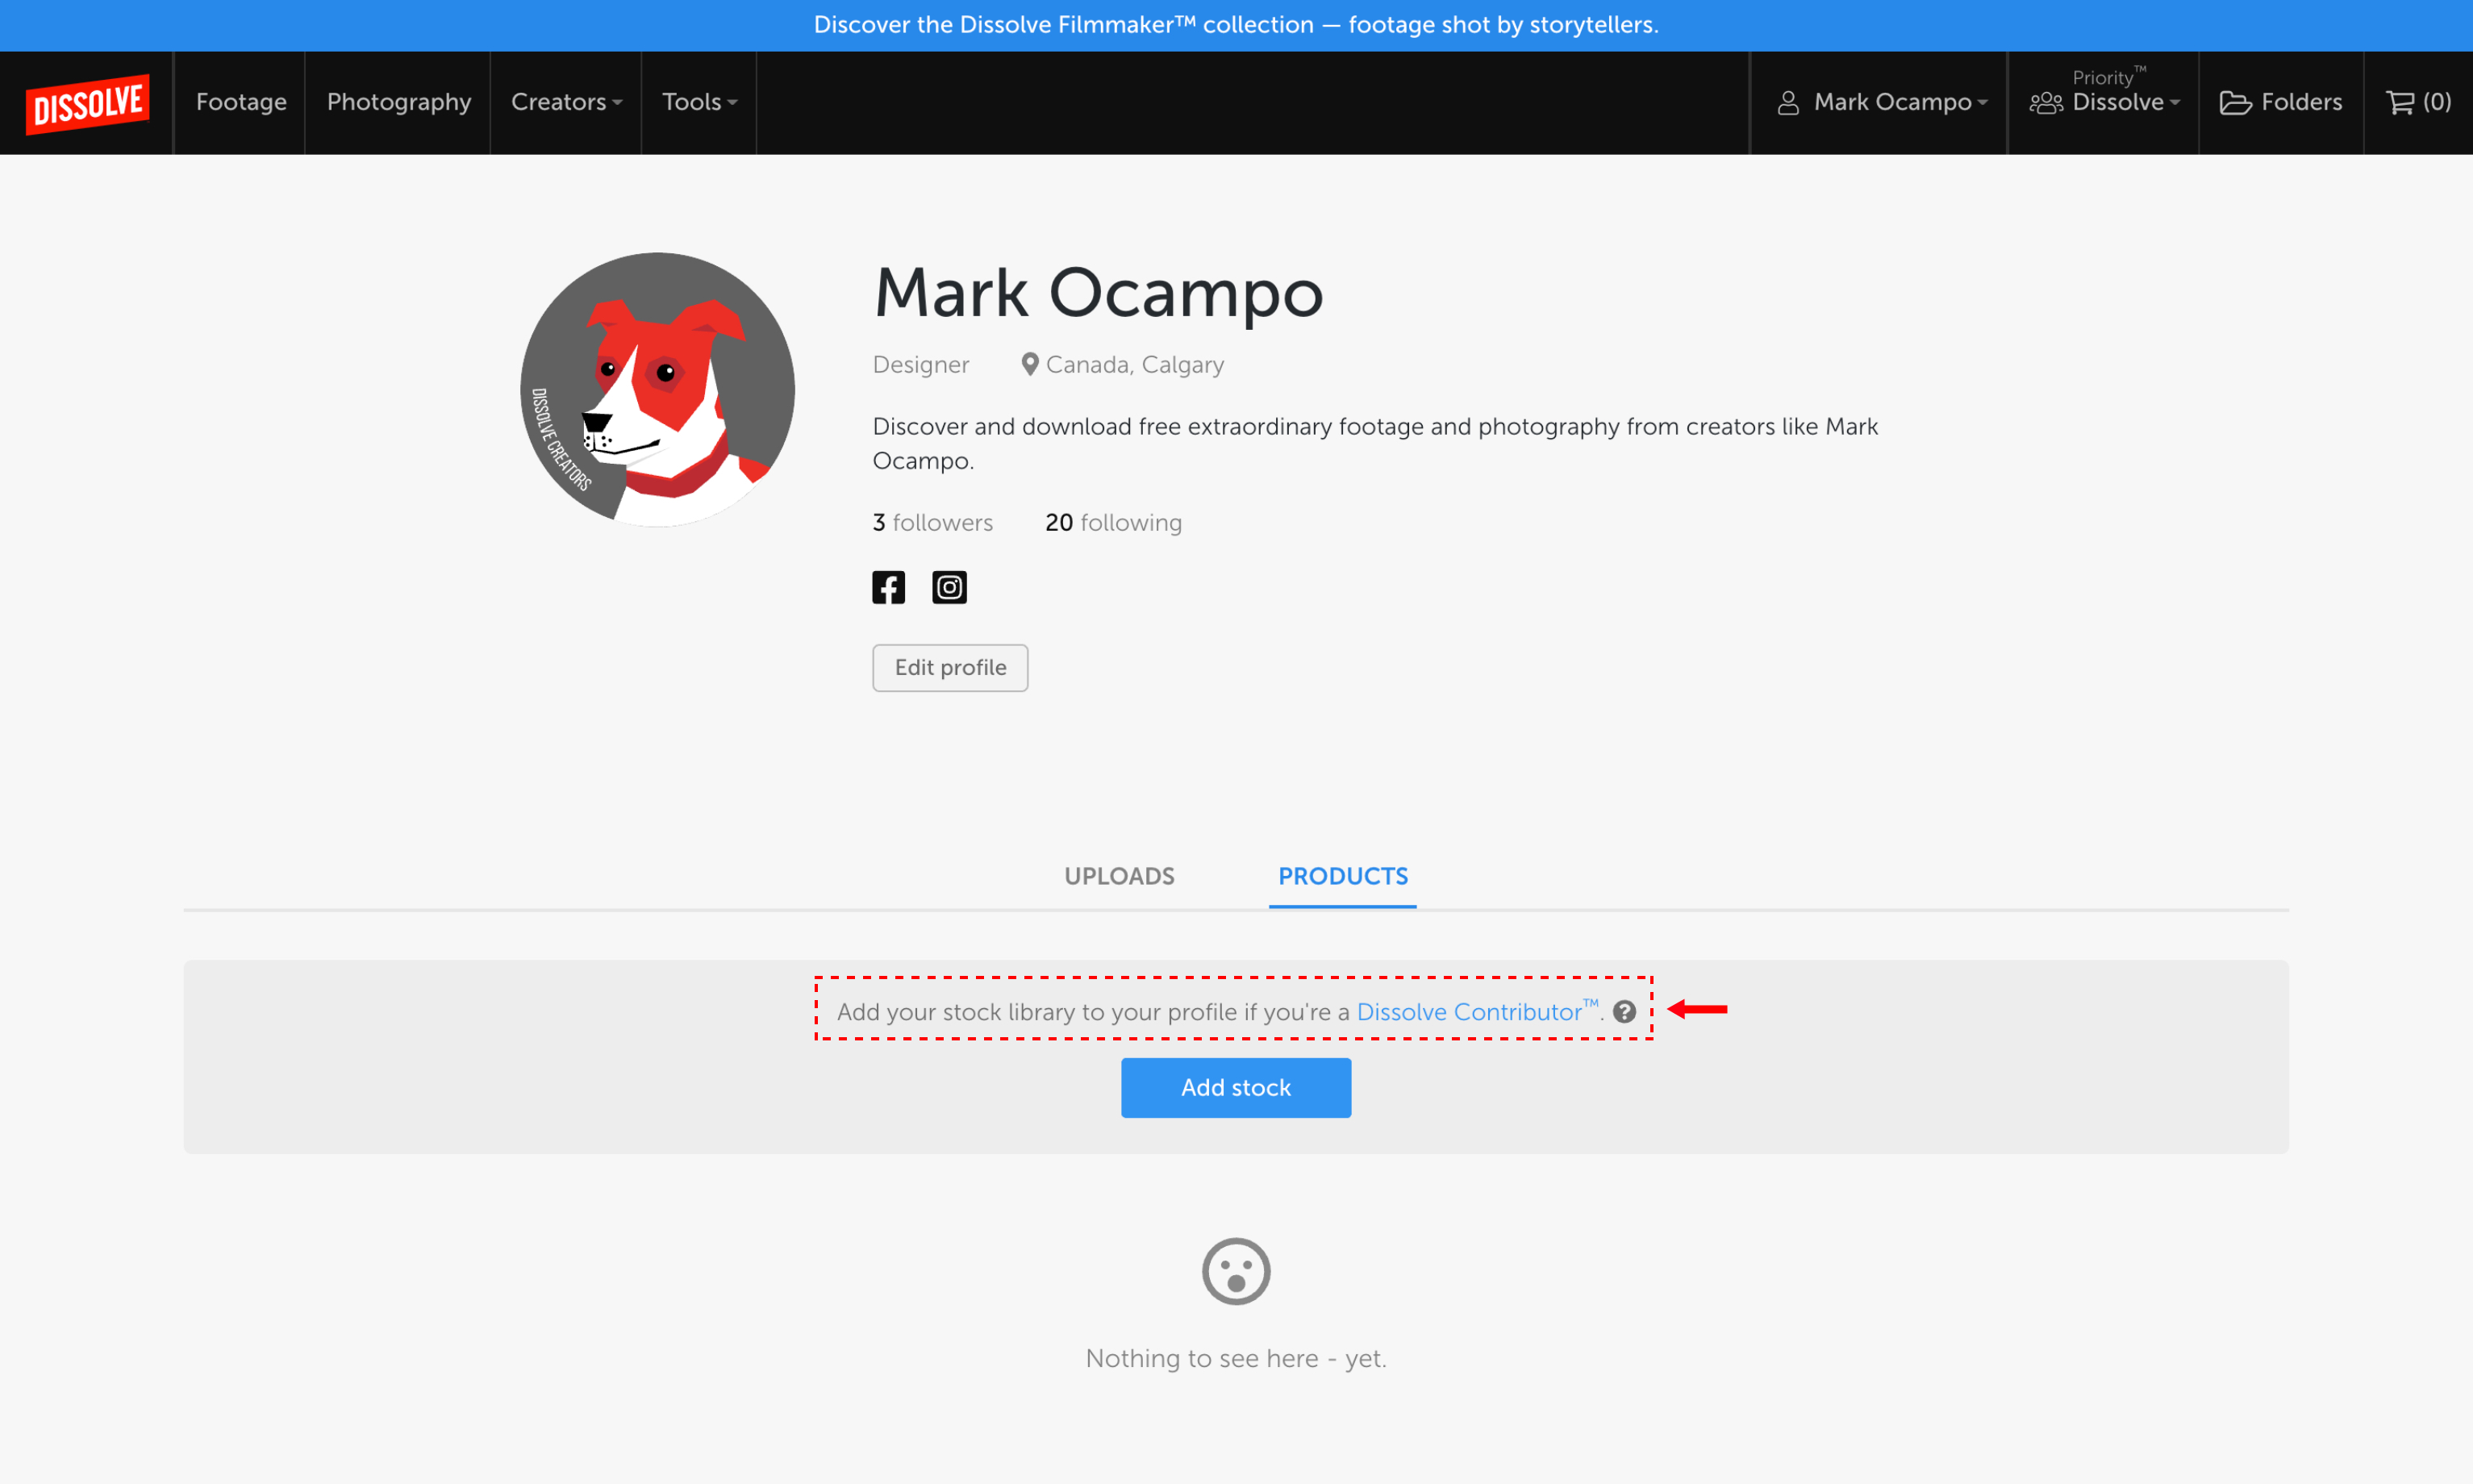 Discover the Dissolve Filmmaker™ collection — footage shot by storytellers.
DISSOLVE
Footage
Photography
Creators
Tools
Mark Ocampo
Priority™
Dissolve
Folders
(0)
DISSOLVE CREATORS
Mark Ocampo
Designer
Canada, Calgary
Discover and download free extraordinary footage and photography from creators like Mark
Ocampo.
3 followers
20 following
Edit profile
UPLOADS
PRODUCTS
Add your stock library to your profile if you're a Dissolve Contributor™. ?
Add stock
Nothing to see here - yet.